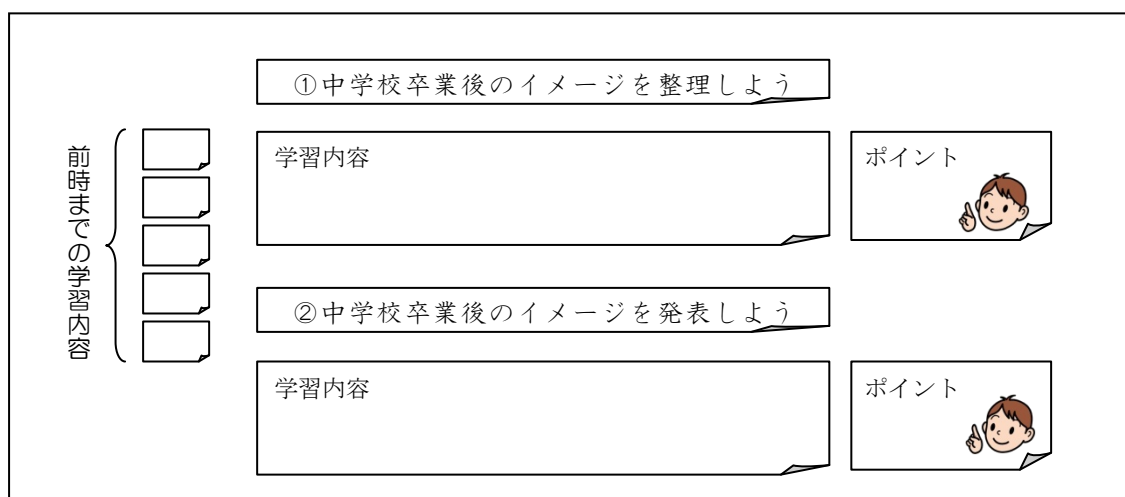 ①中学校卒業後のイメージを整理しよう
前時までの学習内容
学習内容
ポイント
②中学校卒業後のイメージを発表しよう
学習内容
ポイント